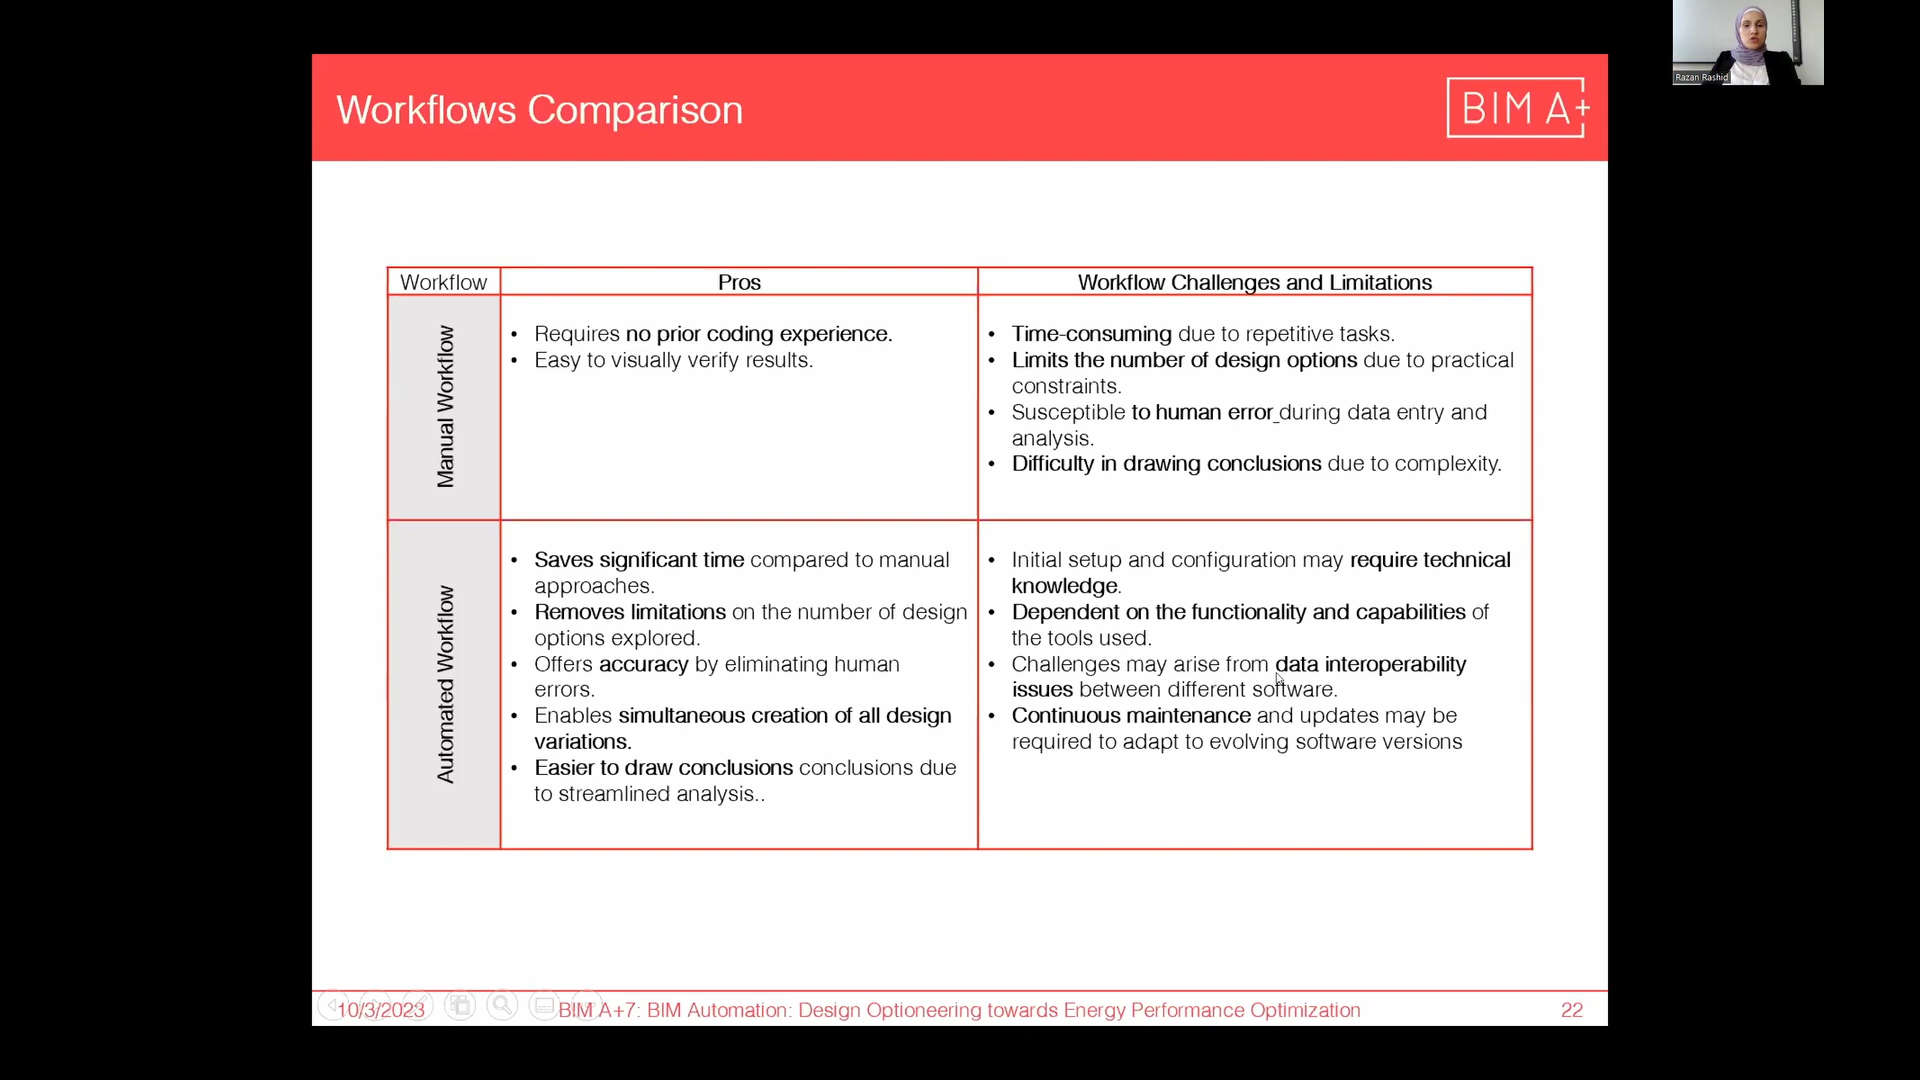 Razan Rashid
Workflows Comparison
BIM A+
Workflow
Pros
Workflow Challenges and Limitations
Manual Workflow
• Requires no prior coding experience.
• Easy to visually verify results.
• Time-consuming due to repetitive tasks.
• Limits the number of design options due to practical
constraints.
• Susceptible to human error_during data entry and
analysis.
• Difficulty in drawing conclusions due to complexity.
Automated Workflow
• Saves significant time compared to manual
approaches.
• Removes limitations on the number of design
options explored.
• Offers accuracy by eliminating human
errors.
• Enables simultaneous creation of all design
variations.
• Easier to draw conclusions conclusions due
to streamlined analysis..
• Initial setup and configuration may require technical
knowledge.
• Dependent on the functionality and capabilities of
the tools used.
• Challenges may arise from data interoperability
issues between different software.
• Continuous maintenance and updates may be
required to adapt to evolving software versions
10/3/2023
BIM A+7: BIM Automation: Design Optioneering towards Energy Performance Optimization
22